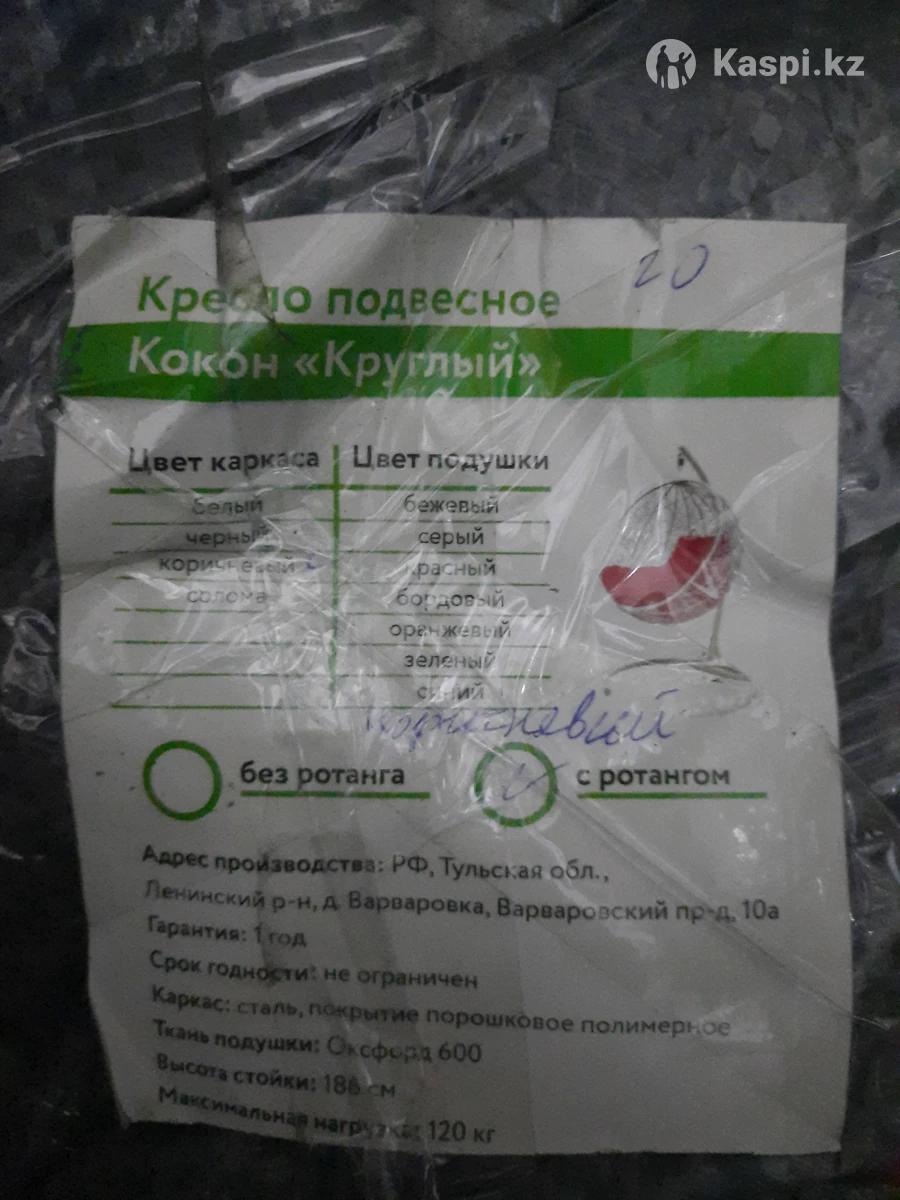 Kaspi.kz
20
Кресло подвесное
Кокон «Круглый»
Цвет каркаса Цвет подушки
белый бежевый
черный серый
коричневый красный
солома бордовый
оранжевый
зеленый
синий
коричневый
без ротанга с ротангом
Адрес производства: РФ, Тульская обл.,
Ленинский р-н, д. Варваровка, Варваровский пр-д, 10а
Гарантия: 1 год
Срок годности: не ограничен
Каркас: сталь, покрытие порошковое полимерное
Ткань подушки: Оксфорд 600
Высота стойки: 186 см
Максимальная нагрузка: 120 кг